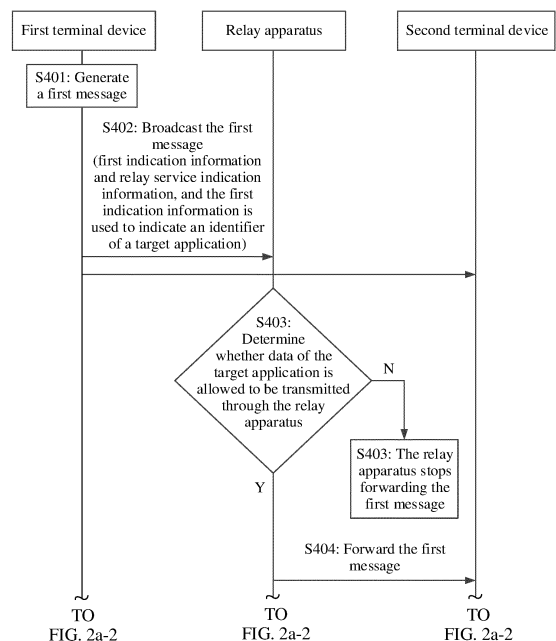 First terminal device
Relay apparatus
Second terminal device
S401: Generate
a first message
S402: Broadcast the first
message
(first indication information
and relay service indication
information, and the first
indication information is
used to indicate an identifier
of a target application)
S403:
Determine
whether data of the
target application is
allowed to be transmitted
through the relay
apparatus
N
S403: The relay
apparatus stops
forwarding the
first message
Y
S404: Forward the first
message
~
~
~
TO
FIG. 2a-2
TO
FIG. 2a-2
TO
FIG. 2a-2